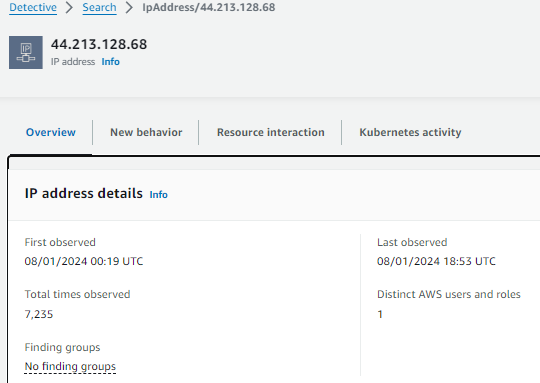 Detective > Search > IpAddress/44.213.128.68
IP
44.213.128.68
IP address Info
Overview New behavior Resource interaction Kubernetes activity
IP address details Info
First observed Last observed
08/01/2024 00:19 UTC 08/01/2024 18:53 UTC
Total times observed Distinct AWS users and roles
7,235 1
Finding groups
No finding groups